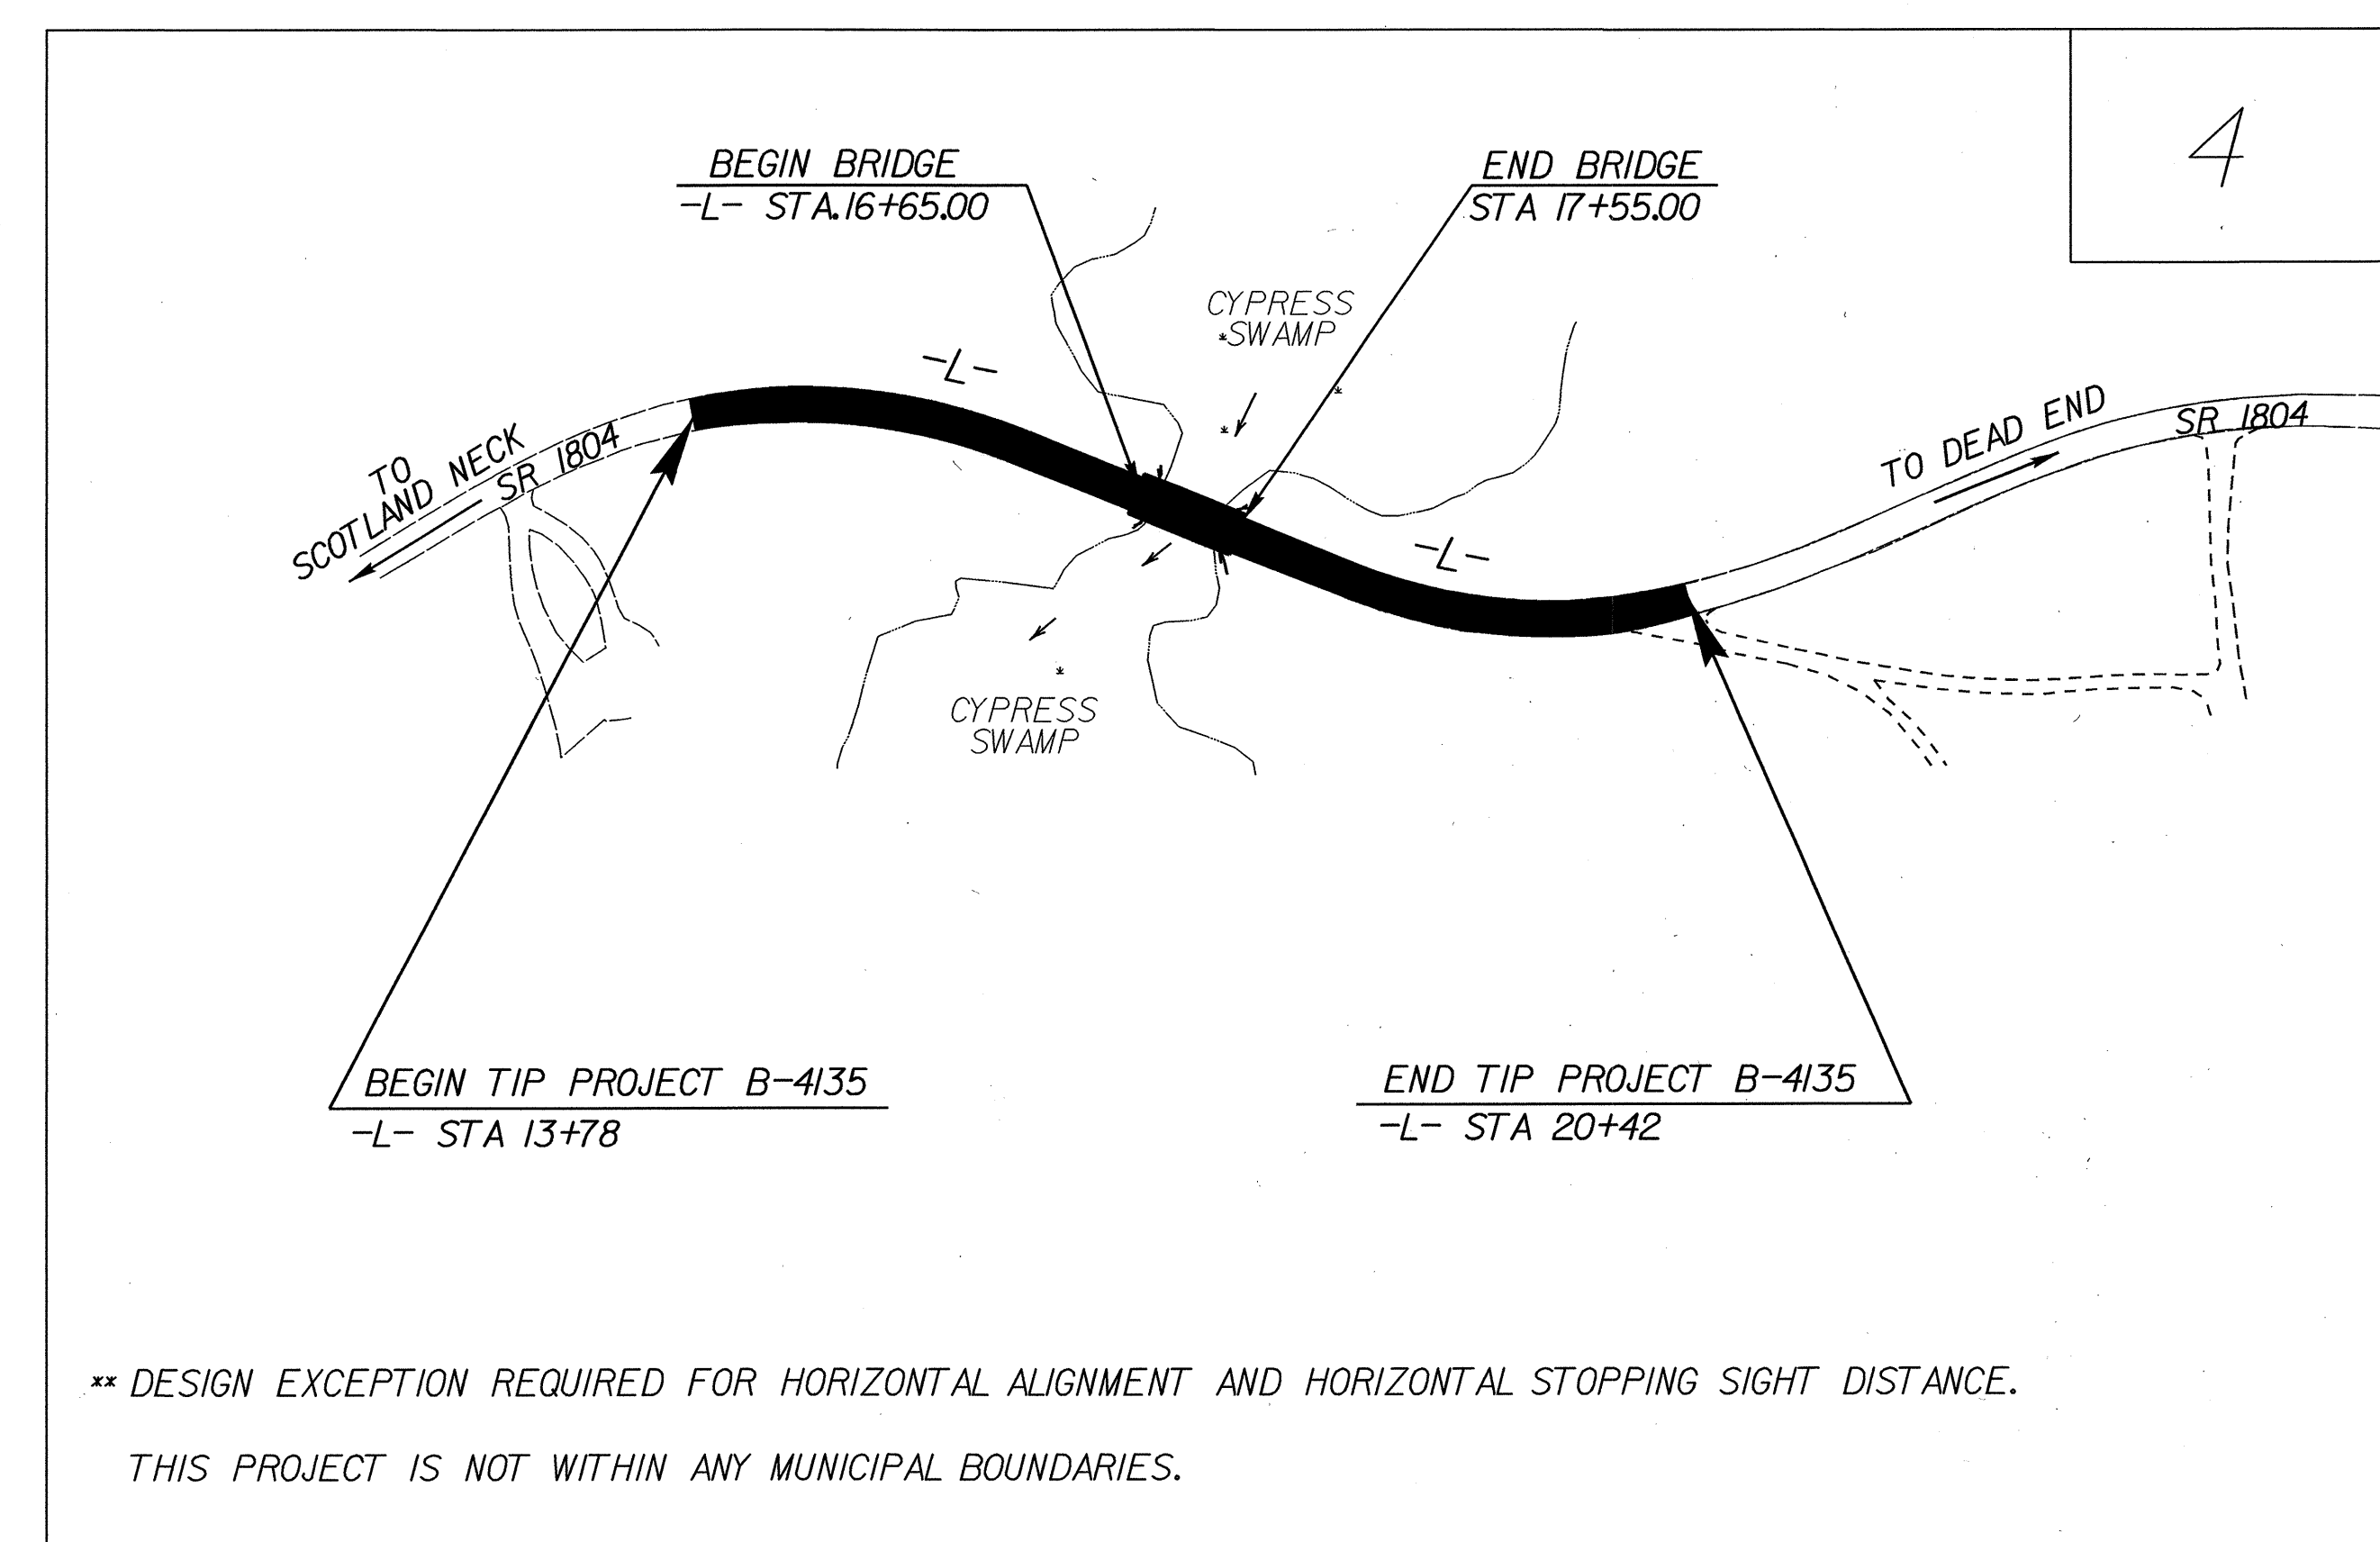 4
BEGIN BRIDGE
-L- STA.16+65.00
END BRIDGE
STA 17+55.00
CYPRESS
*SWAMP
-L-
TO
SCOTLAND NECK
SR 1804
TO DEAD END
SR 1804
-L-
CYPRESS
SWAMP
BEGIN TIP PROJECT B-4135
-L- STA 13+78
END TIP PROJECT B-4135
-L- STA 20+42
** DESIGN EXCEPTION REQUIRED FOR HORIZONTAL ALIGNMENT AND HORIZONTAL STOPPING SIGHT DISTANCE.
THIS PROJECT IS NOT WITHIN ANY MUNICIPAL BOUNDARIES.